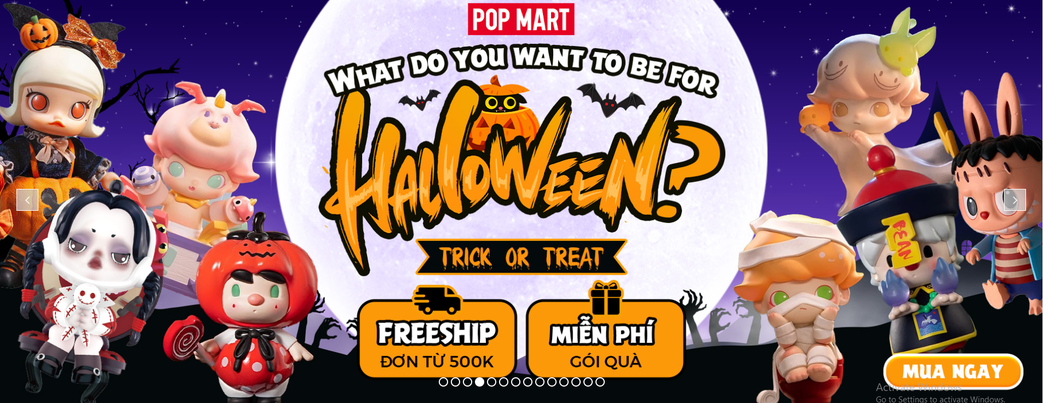 POP MART
WHAT DO YOU WANT TO BE FOR
HALLOWEEN?
TRICK OR TREAT
FREESHIP
ĐƠN TỪ 500K
MIỄN PHÍ
GÓI QUÀ
BEAN
MUA NGAY
Activate Windows
Go to Settings to activate Windows.